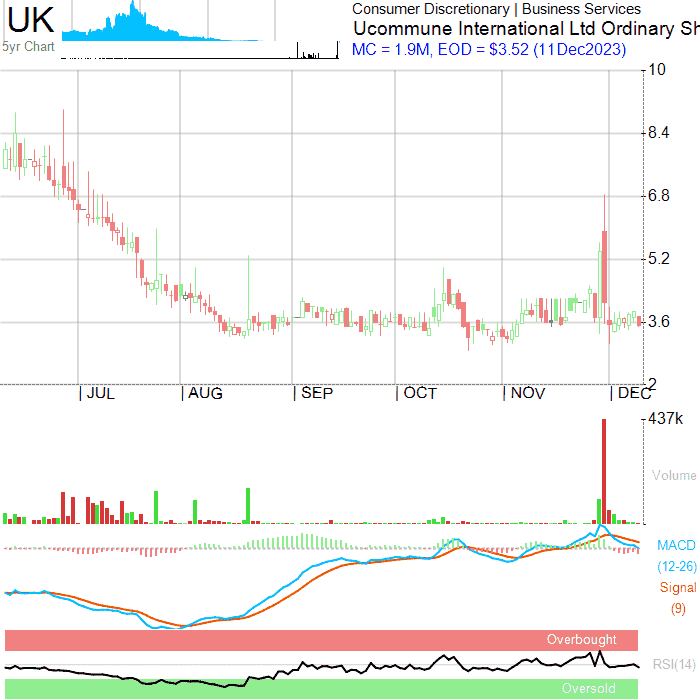 UK
5yr Chart
Consumer Discretionary | Business Services
Ucommune International Ltd Ordinary Sh
MC = 1.9M, EOD = $3.52 (11Dec2023)
10
8.4
6.8
5.2
3.6
2
| JUL | AUG | SEP | OCT | NOV | DEC
437k
Volume
MACD
(12-26)
Signal
(9)
Overbought
RSI(14)
Oversold